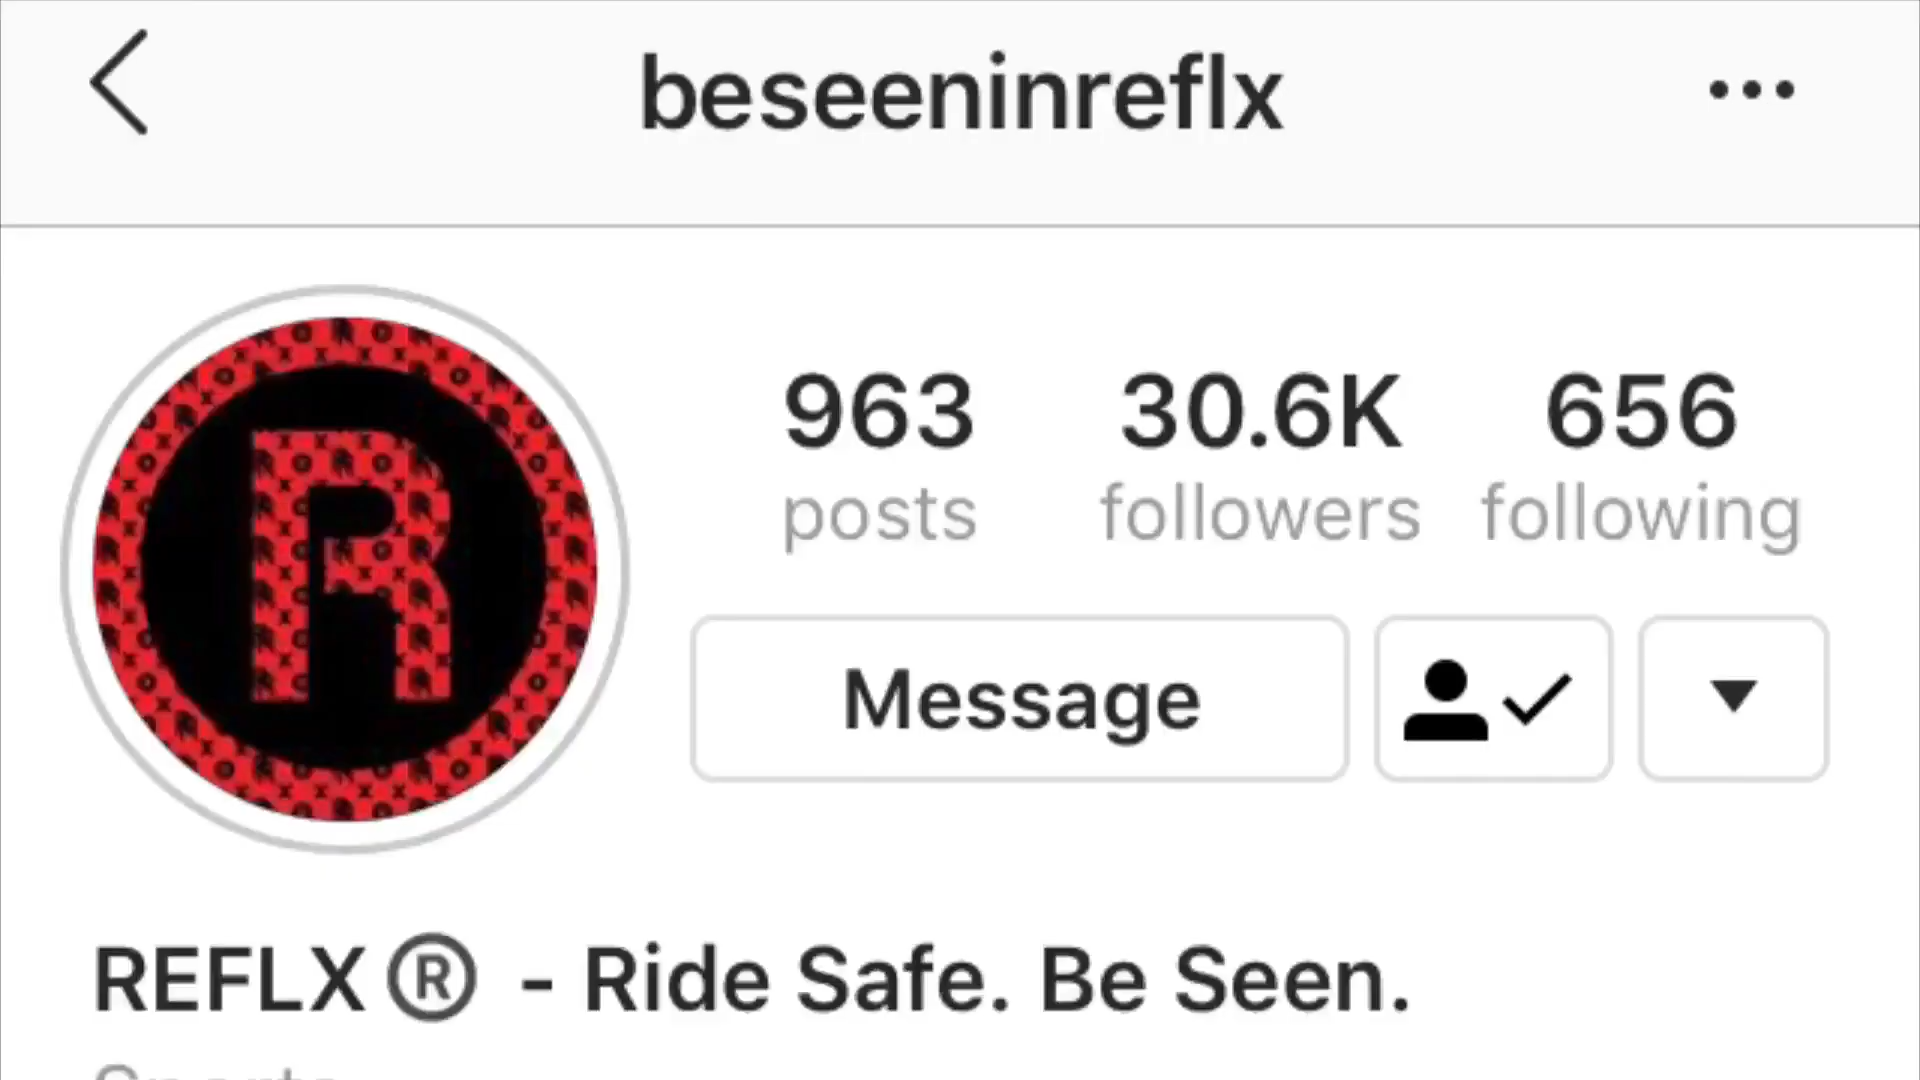 beseeninreflx
963 30.6K 656
posts followers following
Message
R
REFLX ® - Ride Safe. Be Seen.